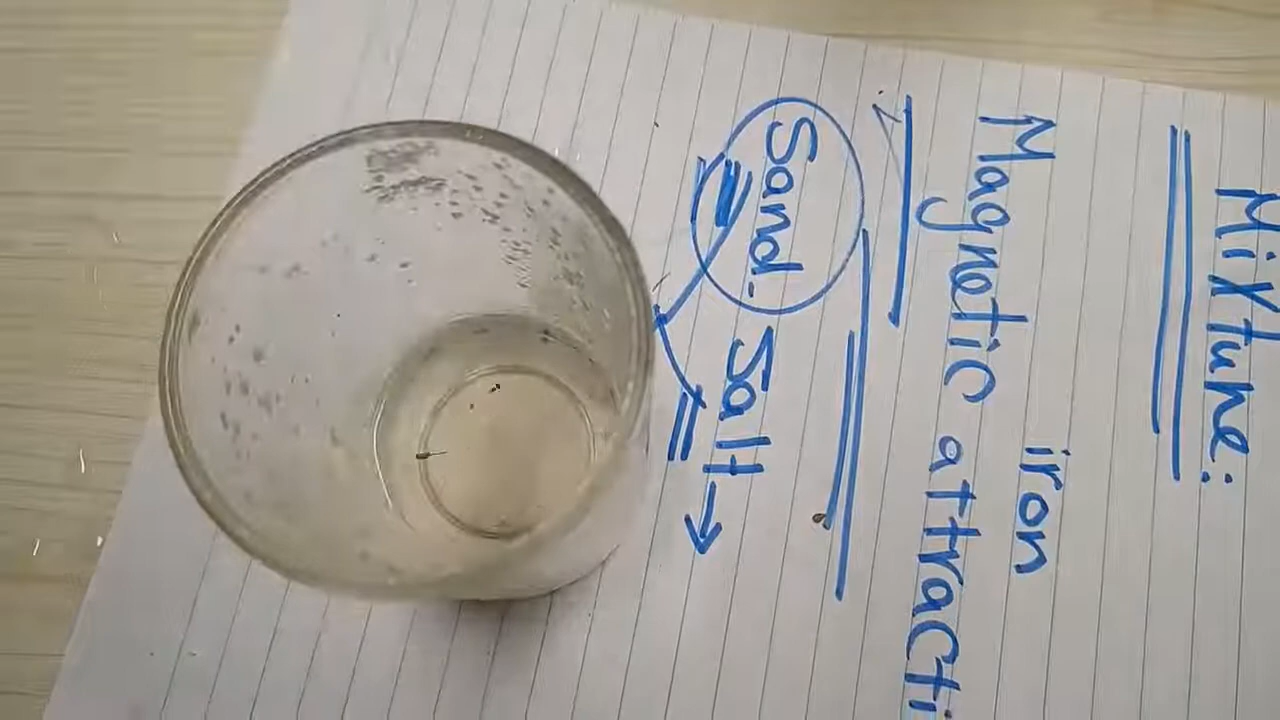 Mixture:
iron
Magnetic attracti
Sand. Salt →